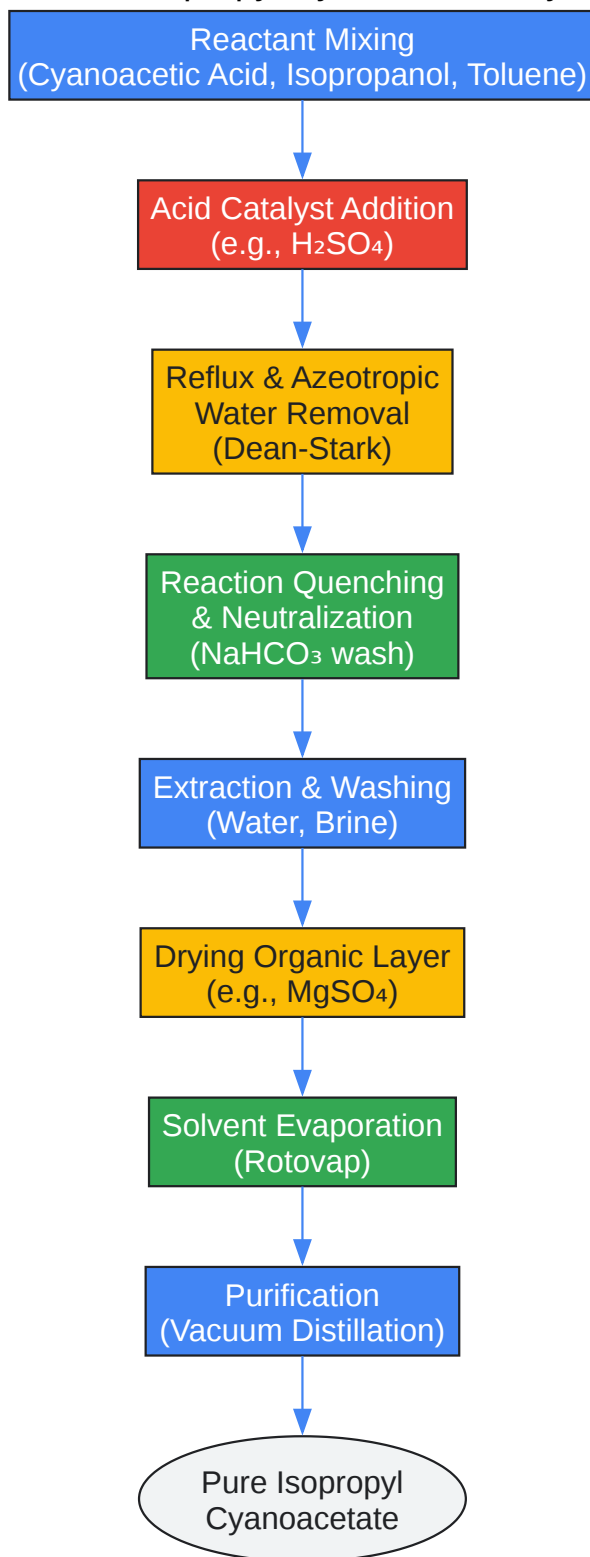 Reactant Mixing
(Cyanoacetic Acid, Isopropanol, Toluene)
Acid Catalyst Addition
(e.g., H₂SO₄)
Reflux & Azeotropic
Water Removal
(Dean-Stark)
Reaction Quenching
& Neutralization
(NaHCO₃ wash)
Extraction & Washing
(Water, Brine)
Drying Organic Layer
(e.g., MgSO₄)
Solvent Evaporation
(Rotovap)
Purification
(Vacuum Distillation)
Pure Isopropyl
Cyanoacetate